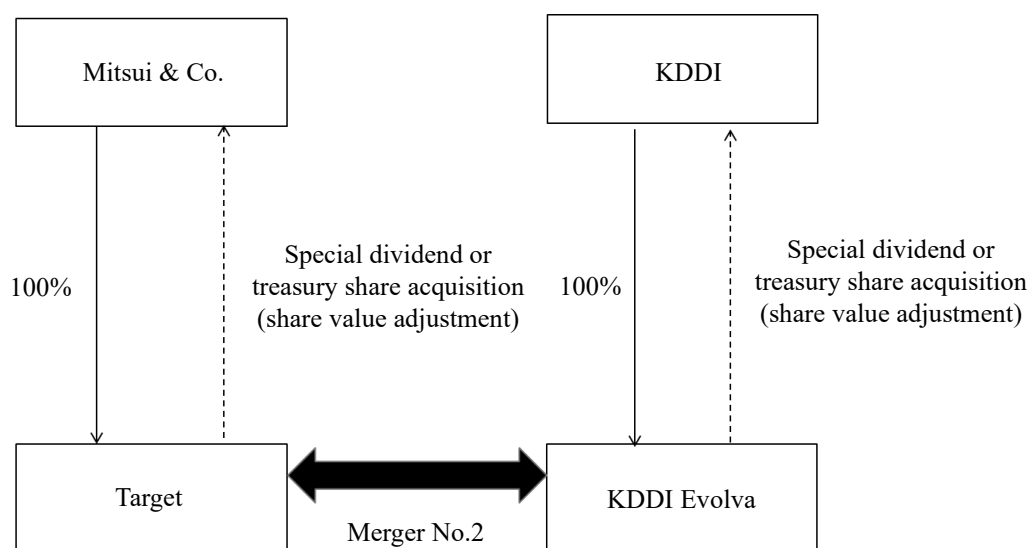 Mitsui & Co.
KDDI
100%
Special dividend or
treasury share acquisition
(share value adjustment)
100%
Special dividend or
treasury share acquisition
(share value adjustment)
Target
Merger No.2
KDDI Evolva